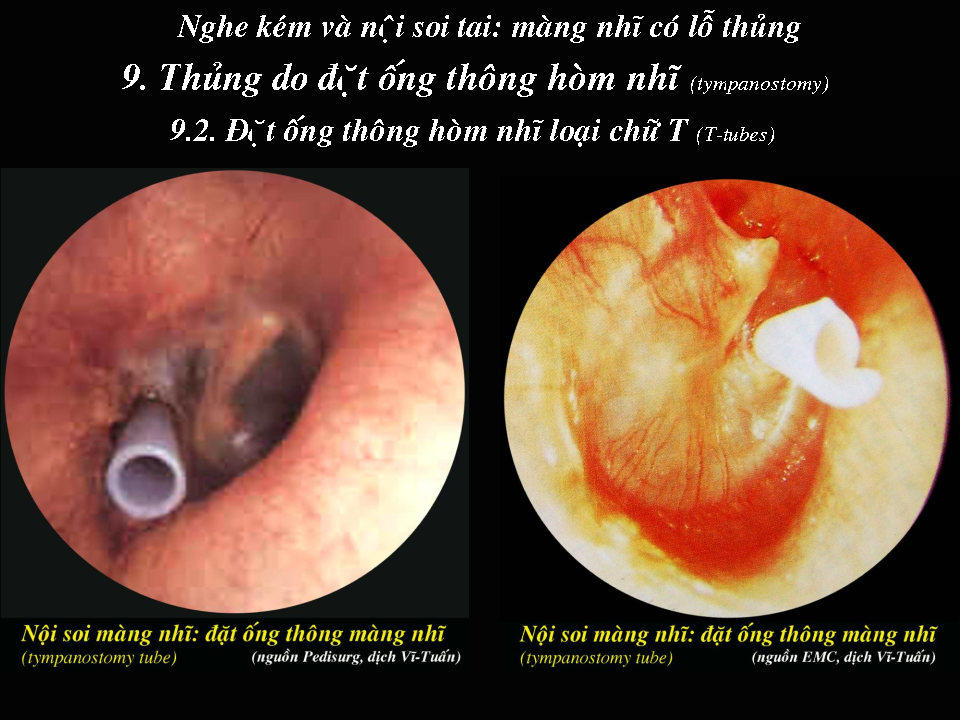 Nghe kém và nội soi tai: màng nhĩ có lỗ thủng
9. Thủng do đặt ống thông hòm nhĩ (tympanostomy)
9.2. Đặt ống thông hòm nhĩ loại chữ T (T-tubes)
Nội soi màng nhĩ: đặt ống thông màng nhĩ
(tympanostomy tube) (nguồn Pedisurg, dịch Vĩ-Tuấn)
Nội soi màng nhĩ: đặt ống thông màng nhĩ
(tympanostomy tube) (nguồn EMC, dịch Vĩ-Tuấn)